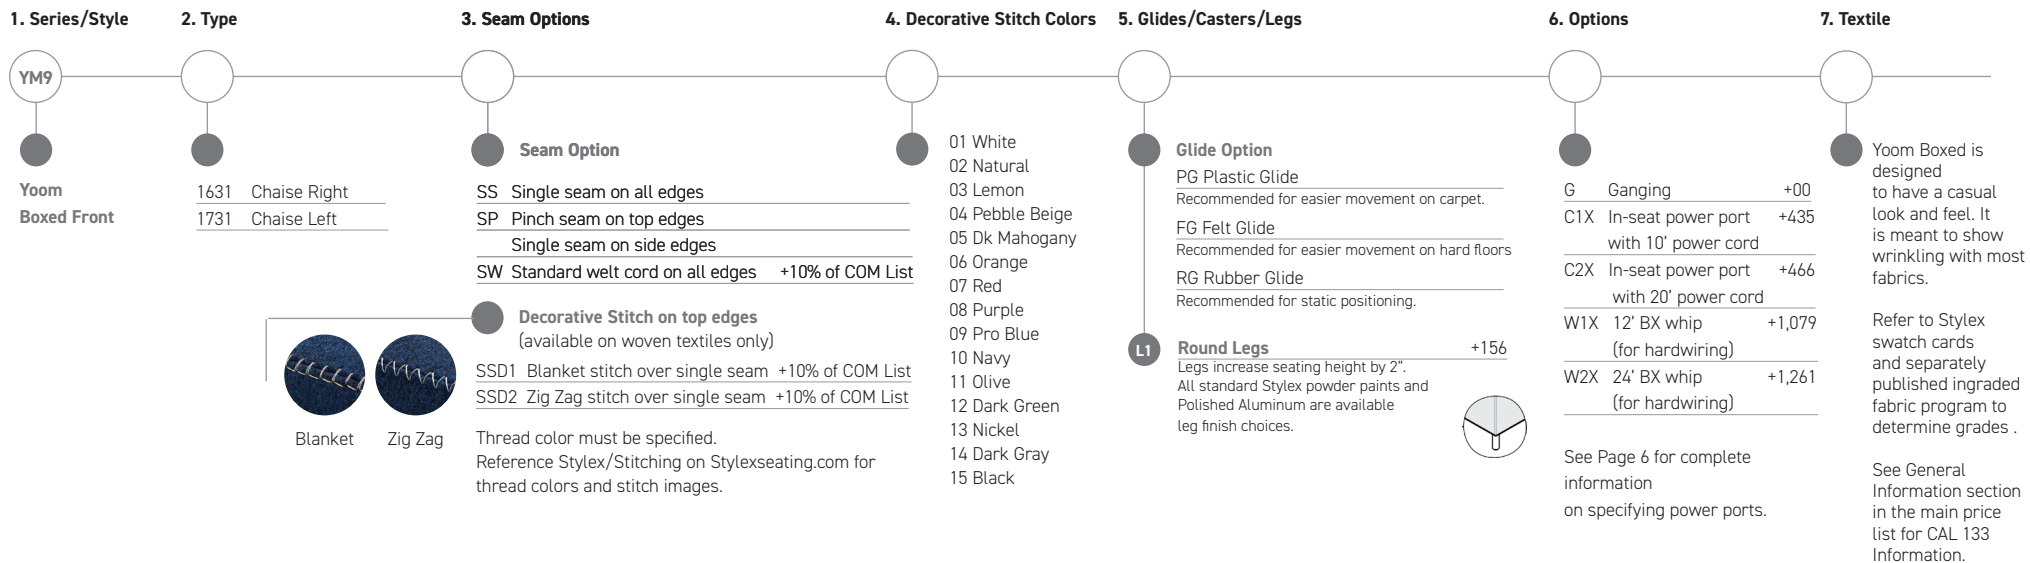 1. Series/Style
2. Type
3. Seam Options
4. Decorative Stitch Colors
5. Glides/Casters/Legs
6. Options
7. Textile
YM9
Yoom
Boxed Front
1631 Chaise Right
1731 Chaise Left
Seam Option
SS Single seam on all edges
SP Pinch seam on top edges
Single seam on side edges
SW Standard welt cord on all edges +10% of COM List
Decorative Stitch on top edges
(available on woven textiles only)
SSD1 Blanket stitch over single seam +10% of COM List
SSD2 Zig Zag stitch over single seam +10% of COM List
Blanket
Zig Zag
Thread color must be specified.
Reference Stylex/Stitching on Stylexseating.com for
thread colors and stitch images.
01 White
02 Natural
03 Lemon
04 Pebble Beige
05 Dk Mahogany
06 Orange
07 Red
08 Purple
09 Pro Blue
10 Navy
11 Olive
12 Dark Green
13 Nickel
14 Dark Gray
15 Black
Glide Option
PG Plastic Glide
Recommended for easier movement on carpet.
FG Felt Glide
Recommended for easier movement on hard floors
RG Rubber Glide
Recommended for static positioning.
L1
Round Legs +156
Legs increase seating height by 2".
All standard Stylex powder paints and
Polished Aluminum are available
leg finish choices.
G Ganging +00
C1X In-seat power port +435
with 10' power cord
C2X In-seat power port +466
with 20' power cord
W1X 12' BX whip +1,079
(for hardwiring)
W2X 24' BX whip +1,261
(for hardwiring)
See Page 6 for complete
information
on specifying power ports.
Yoom Boxed is
designed
to have a casual
look and feel. It
is meant to show
wrinkling with most
fabrics.
Refer to Stylex
swatch cards
and separately
published ingraded
fabric program to
determine grades .
See General
Information section
in the main price
list for CAL 133
Information.